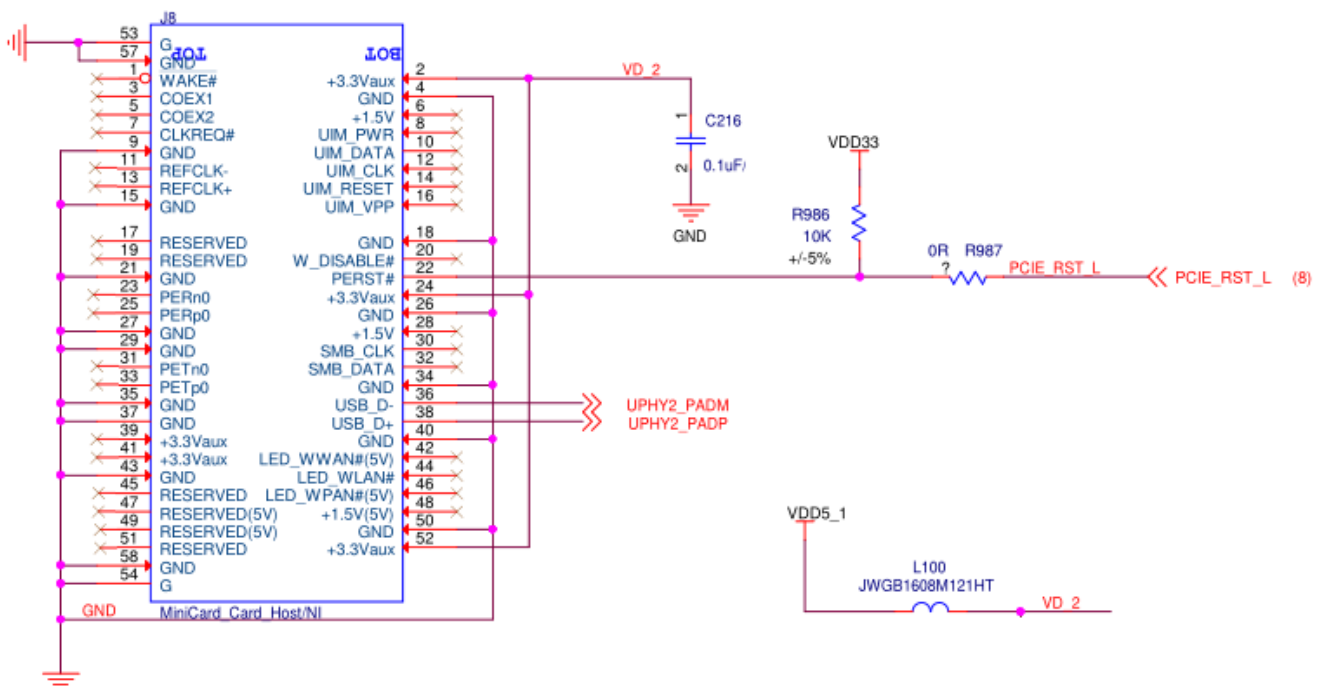 J8
TOP
BOT
53
G
57
GND
1
WAKE#
2
+3.3Vaux
VD_2
3
COEX1
4
GND
5
COEX2
6
+1.5V
7
CLKREQ#
8
UIM_PWR
9
GND
10
UIM_DATA
11
REFCLK-
12
UIM_CLK
13
REFCLK+
14
UIM_RESET
15
GND
16
UIM_VPP
17
RESERVED
18
GND
19
RESERVED
20
W_DISABLE#
21
GND
22
PERST#
23
PERn0
24
+3.3Vaux
25
PERp0
26
GND
27
GND
28
+1.5V
29
GND
30
SMB_CLK
31
PETn0
32
SMB_DATA
33
PETp0
34
GND
35
GND
36
USB_D-
37
GND
38
USB_D+
39
+3.3Vaux
40
GND
41
+3.3Vaux
42
LED_WWAN#(5V)
43
GND
44
LED_WLAN#
45
RESERVED
46
LED_WPAN#(5V)
47
RESERVED(5V)
48
+1.5V(5V)
49
RESERVED(5V)
50
GND
51
RESERVED
52
+3.3Vaux
58
GND
54
G
GND
MiniCard_Card_Host/NI
1
C216
2
0.1uF/
GND
VDD33
R986
10K
+/-5%
0R
R987
?
PCIE_RST_L
PCIE_RST_L (8)
UPHY2_PADM
UPHY2_PADP
VDD5_1
L100
JWGB1608M121HT
VD_2